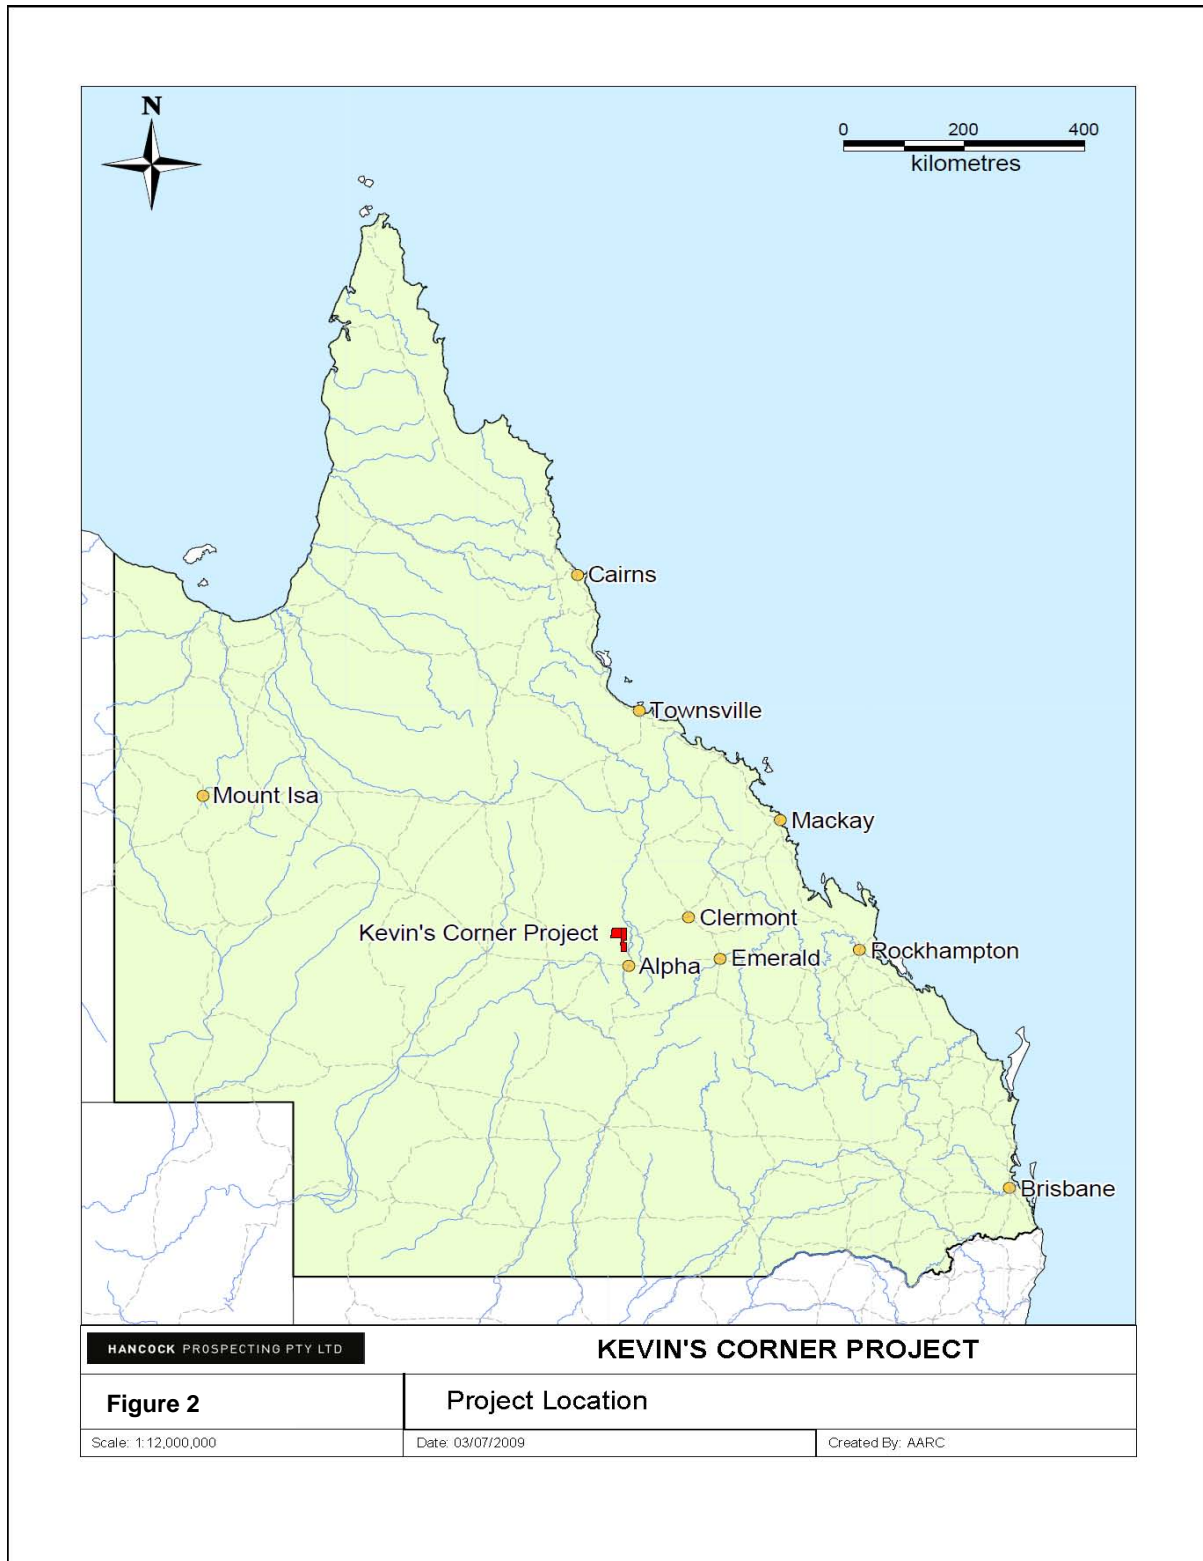 N
0 200 400
kilometres
Cairns
Townsville
Mount Isa
Mackay
Clermont
Kevin's Corner Project
Rockhampton
Emerald
Alpha
Brisbane
HANCOCK PROSPECTING PTY LTD
KEVIN'S CORNER PROJECT
Figure 2
Project Location
Scale: 1:12,000,000
Date: 03/07/2009
Created By: AARC